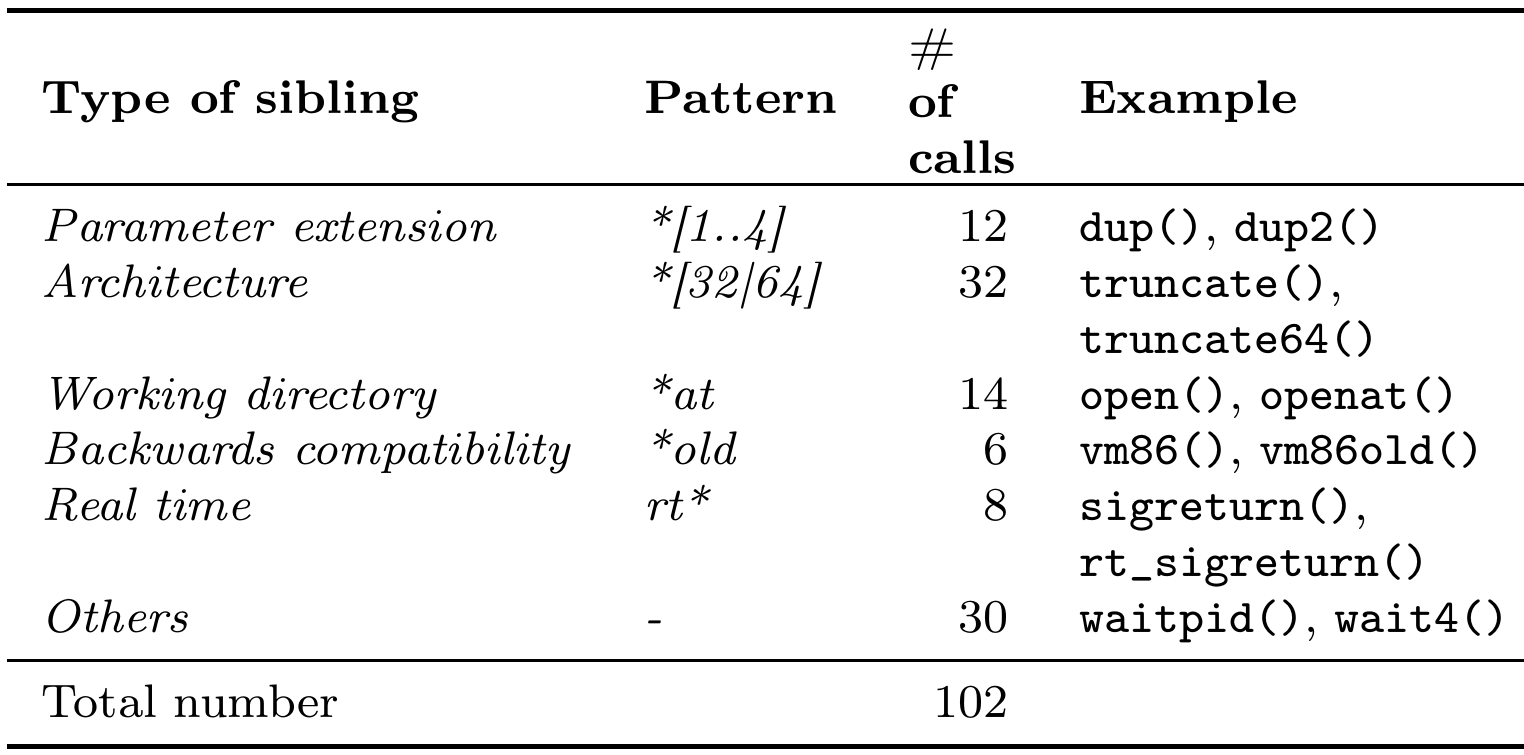 #
Type of sibling Pattern of Example
calls
Parameter extension *[1..4] 12 dup(), dup2()
Architecture *[32|64] 32 truncate(),
truncate64()
Working directory *at 14 open(), openat()
Backwards compatibility *old 6 vm86(), vm86old()
Real time rt* 8 sigreturn(),
rt_sigreturn()
Others - 30 waitpid(), wait4()
Total number 102